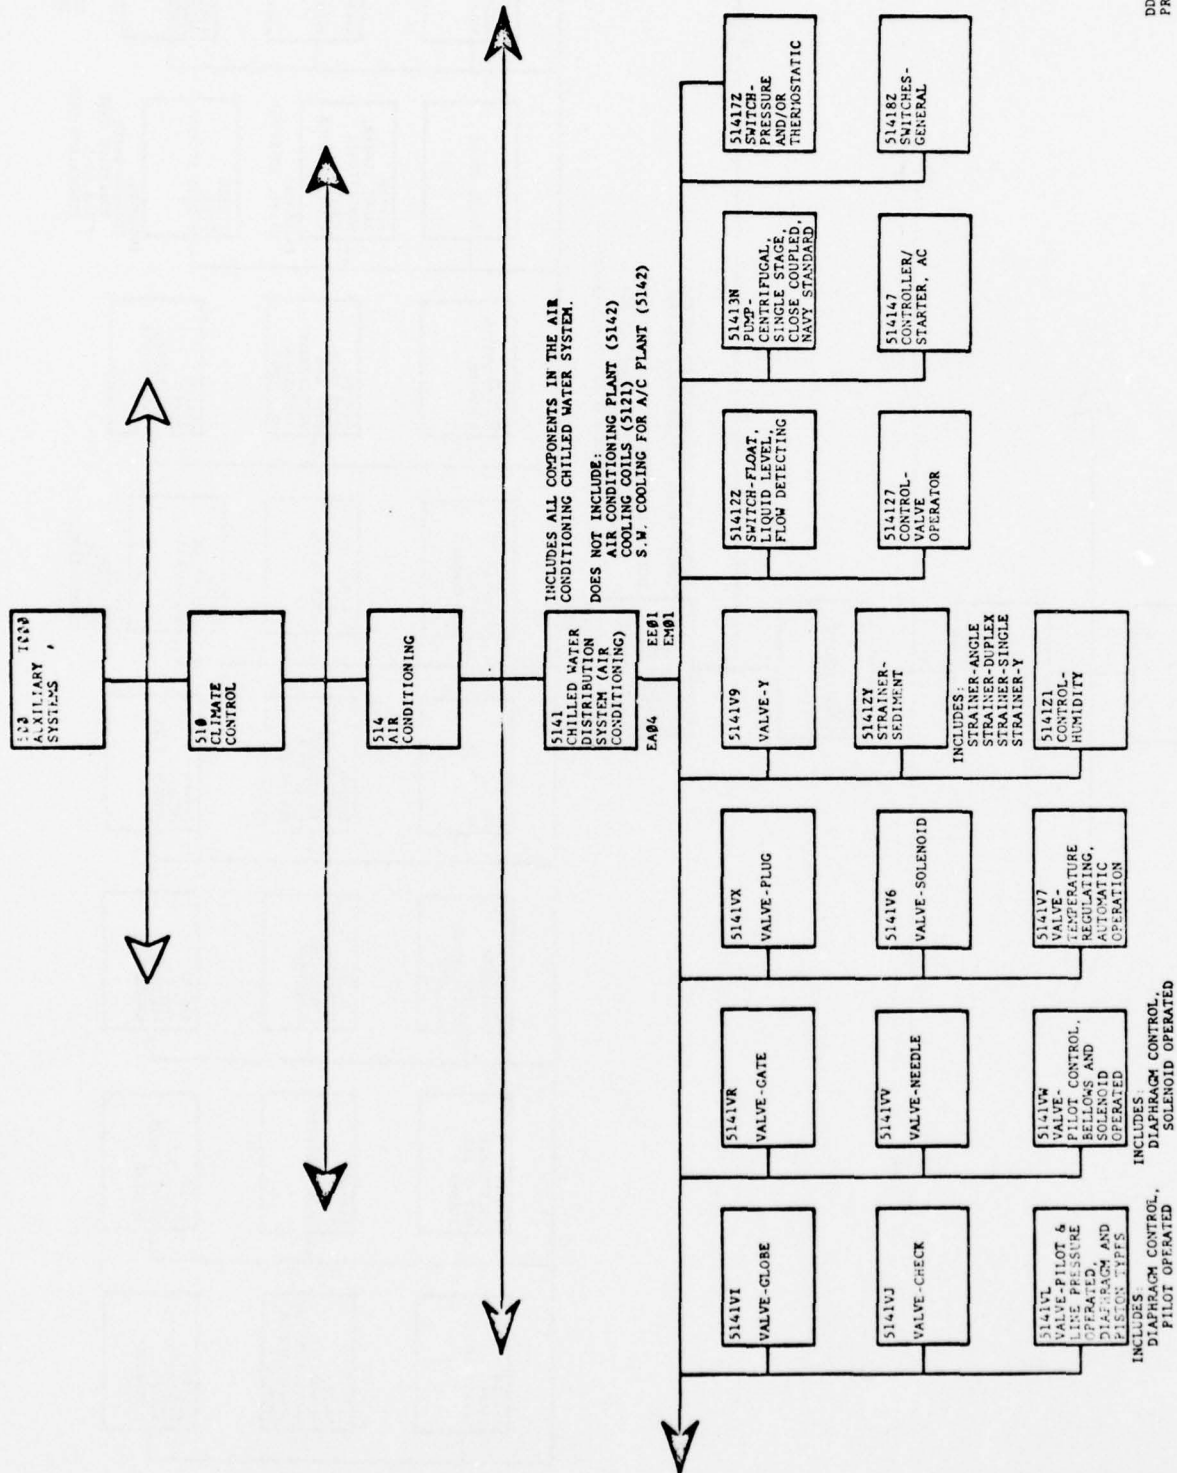 AUXILIARY
SYSTEMS
510
CLIMATE
CONTROL
514
AIR
CONDITIONING
5141
CHILLED WATER
DISTRIBUTION
SYSTEM (AIR
CONDITIONING)
EA04
EE01
EM01
INCLUDES ALL COMPONENTS IN THE AIR
CONDITIONING CHILLED WATER SYSTEM.
DOES NOT INCLUDE:
AIR CONDITIONING PLANT (5142)
COOLING COILS (5121)
S.W. COOLING FOR A/C PLANT (5142)
5141VI
VALVE-GLOBE
5141VJ
VALVE-CHECK
5141VL
VALVE-PILOT &
LINE PRESSURE
OPERATED,
DIAPHRAGM AND
PISTON TYPES
INCLUDES:
DIAPHRAGM CONTROL,
PILOT OPERATED
5141VR
VALVE-GATE
5141VV
VALVE-NEEDLE
5141VW
VALVE-
PILOT CONTROL,
BELLOWS AND
SOLENOID
OPERATED
INCLUDES:
DIAPHRAGM CONTROL,
SOLENOID OPERATED
5141VX
VALVE-PLUG
5141V6
VALVE-SOLENOID
5141V7
VALVE-
TEMPERATURE
REGULATING,
AUTOMATIC
OPERATION
5141V9
VALVE-Y
5141ZY
STRAINER-
SEDIMENT
INCLUDES:
STRAINER-ANGLE
STRAINER-DUPLEX
STRAINER-SINGLE
STRAINER-Y
5141Z1
CONTROL-
HUMIDITY
51412Z
SWITCH-FLOAT,
LIQUID LEVEL,
FLOW DETECTING
514127
CONTROL-
VALVE
OPERATOR
51413N
PUMP-
CENTRIFUGAL,
SINGLE STAGE,
CLOSE COUPLED,
NAVY STANDARD
514147
CONTROLLER/
STARTER, AC
51417Z
SWITCH-
PRESSURE
AND/OR
THERMOSTATIC
51418Z
SWITCHES-
GENERAL
DD
PR